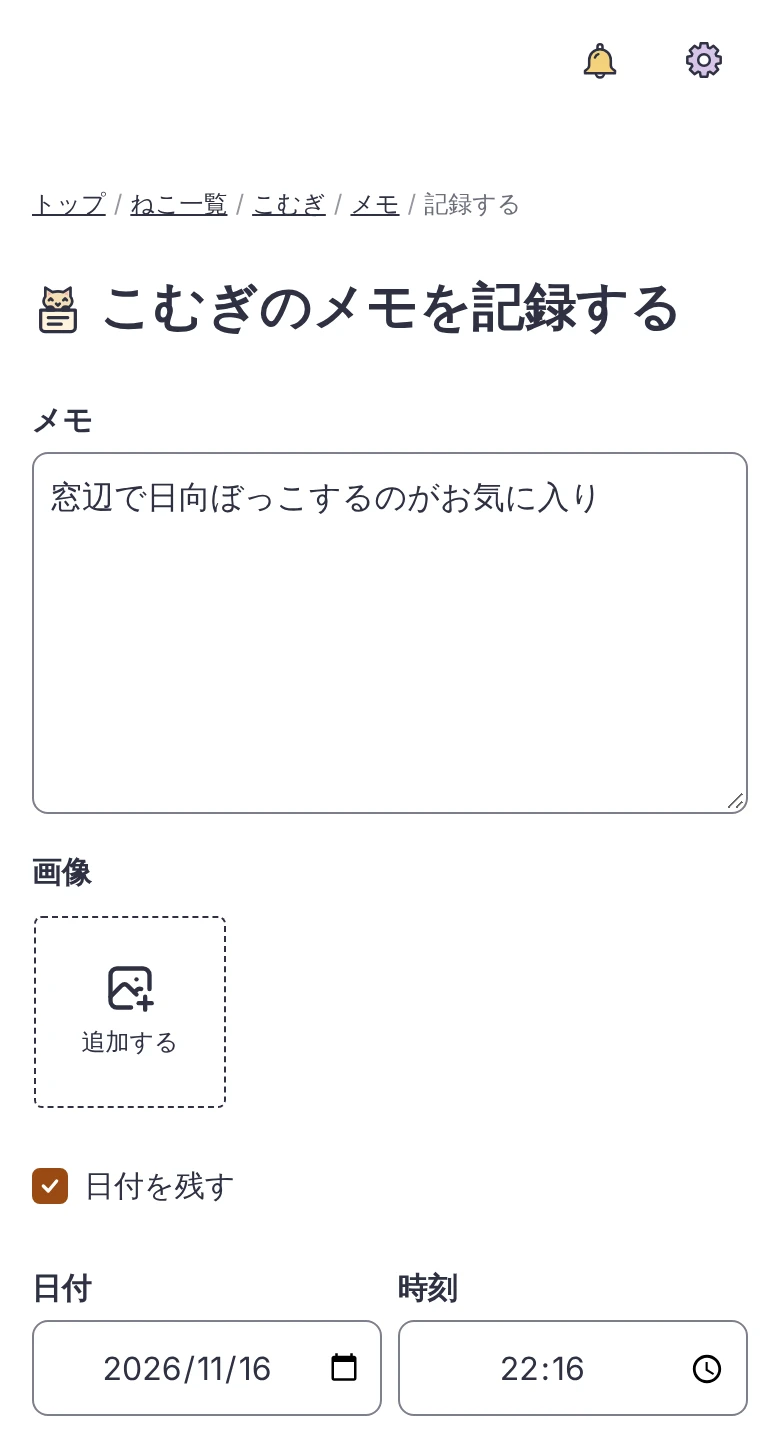 トップ / ねこ一覧 / こむぎ / メモ / 記録する
こむぎのメモを記録する
メモ
窓辺で日向ぼっこするのがお気に入り
画像
追加する
日付を残す
日付
時刻
2026/11/16
22:16